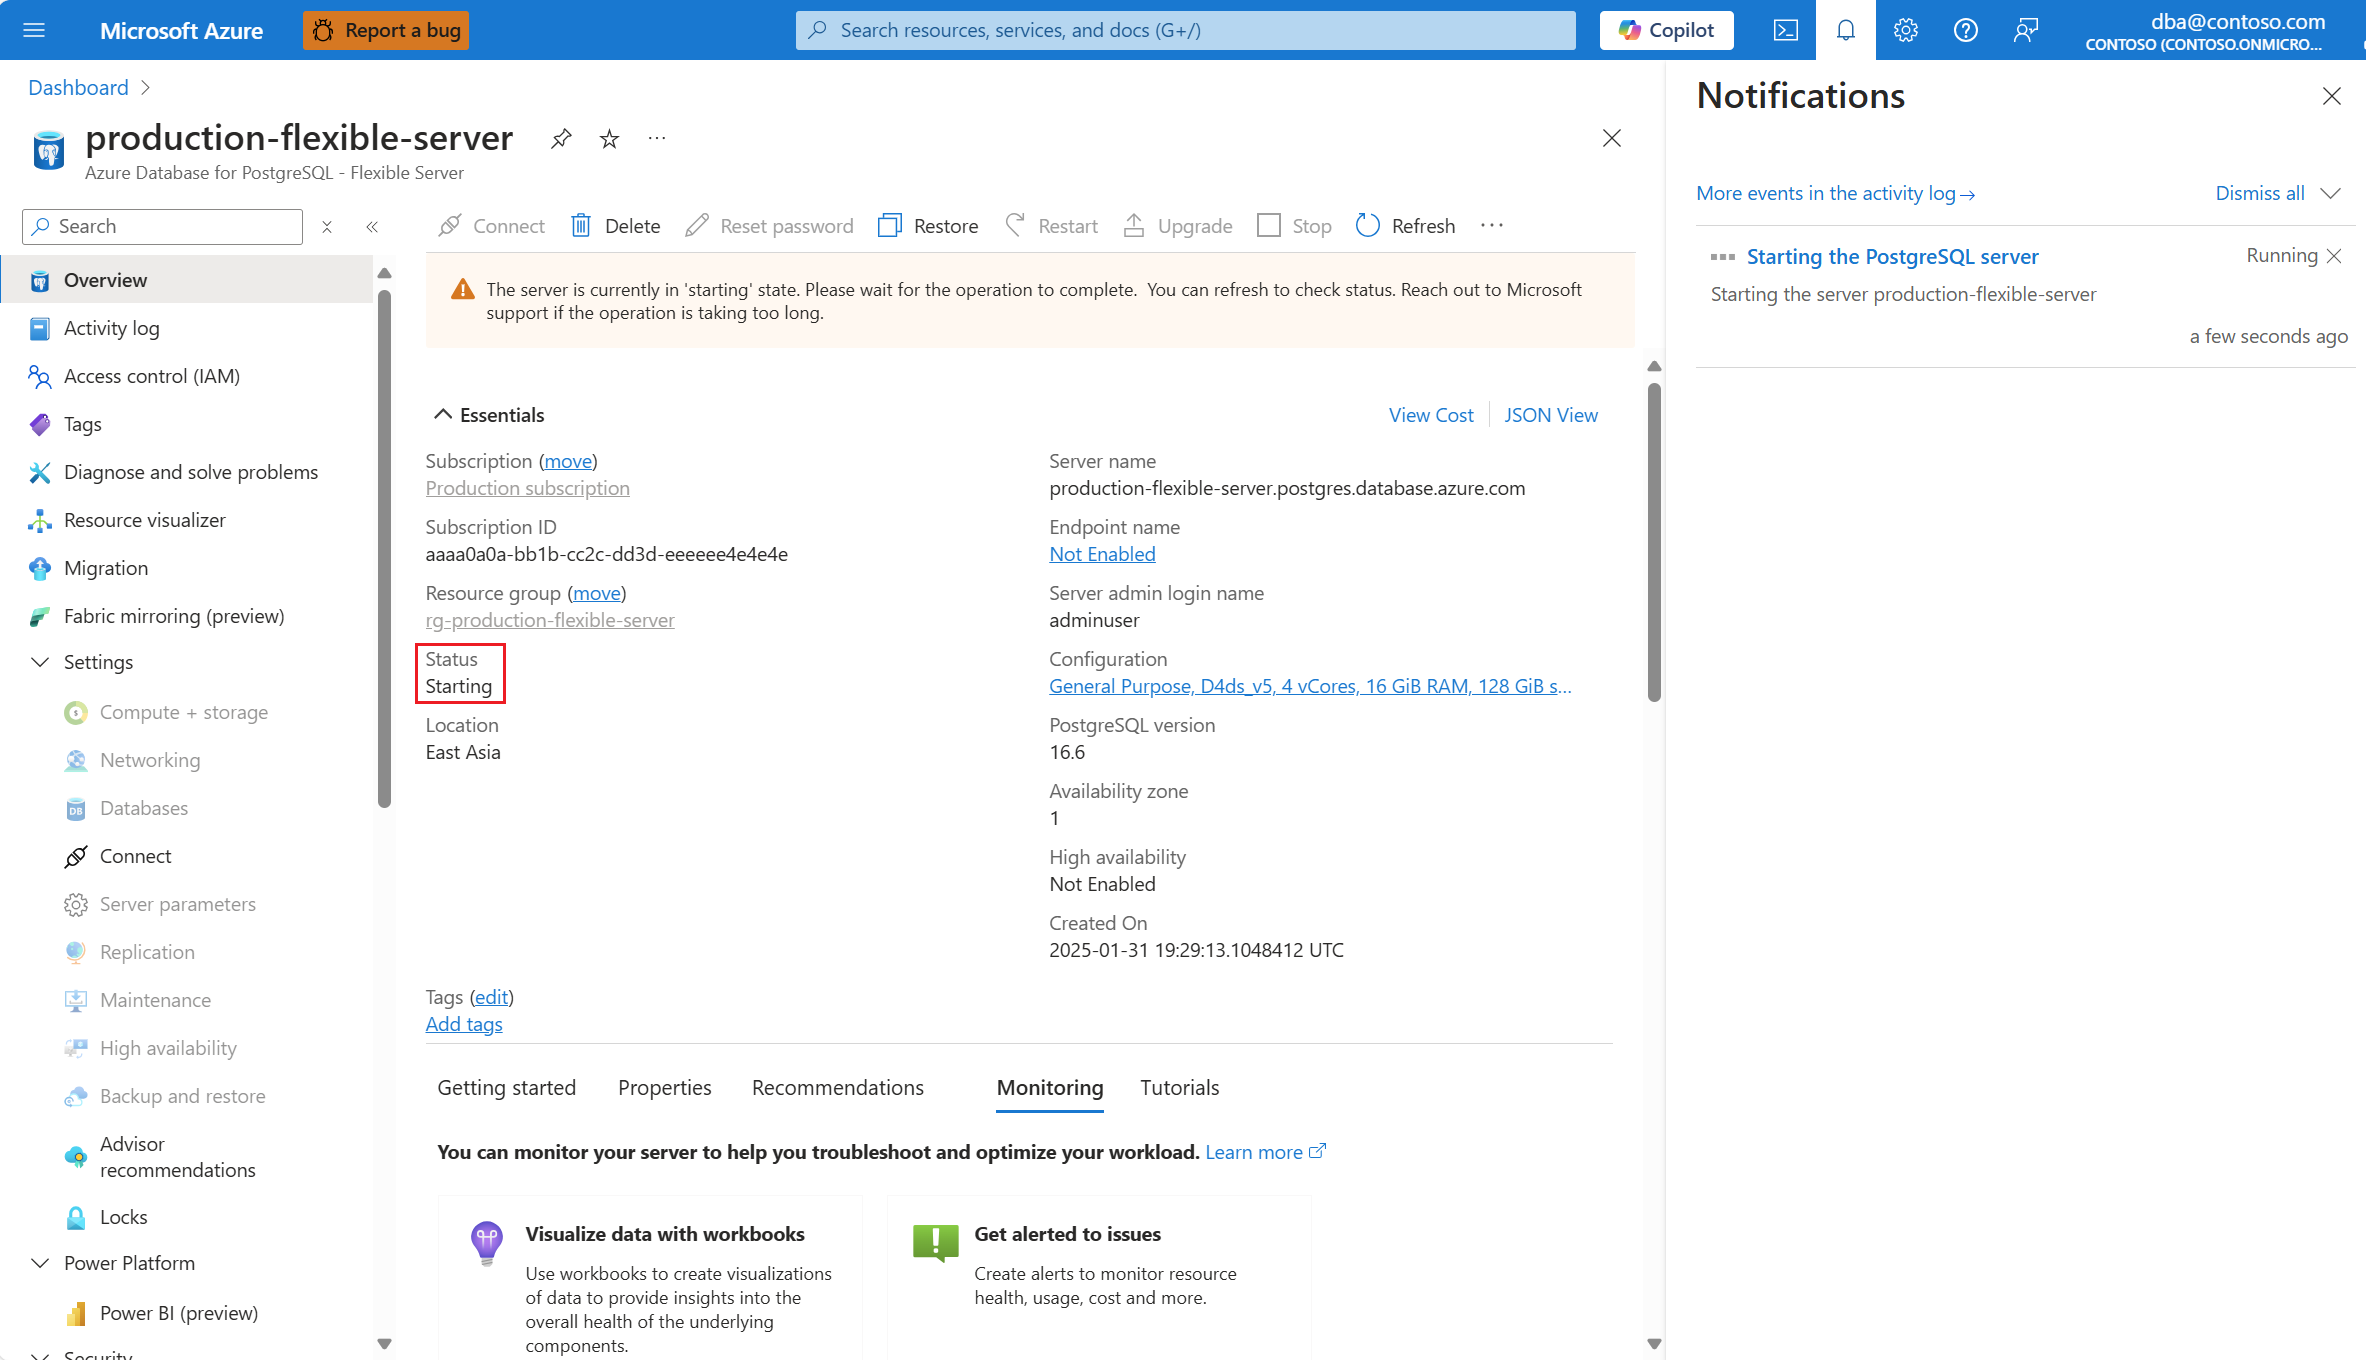 Microsoft Azure
Report a bug
Search resources, services, and docs (G+/)
Copilot
dba@contoso.com
CONTOSO (CONTOSO.ONMICRO...
Dashboard
production-flexible-server
Azure Database for PostgreSQL - Flexible Server
Search
Overview
Activity log
Access control (IAM)
Tags
Diagnose and solve problems
Resource visualizer
Migration
Fabric mirroring (preview)
Settings
Compute + storage
Networking
Databases
Connect
Server parameters
Replication
Maintenance
High availability
Backup and restore
Advisor
recommendations
Locks
Power Platform
Power BI (preview)
Security
Connect
Delete
Reset password
Restore
Restart
Upgrade
Stop
Refresh
The server is currently in 'starting' state. Please wait for the operation to complete.  You can refresh to check status. Reach out to Microsoft
support if the operation is taking too long.
Essentials
View Cost
JSON View
Subscription (move)
Production subscription
Subscription ID
aaaa0a0a-bb1b-cc2c-dd3d-eeeeee4e4e4e
Resource group (move)
rg-production-flexible-server
Status
Starting
Location
East Asia
Server name
production-flexible-server.postgres.database.azure.com
Endpoint name
Not Enabled
Server admin login name
adminuser
Configuration
General Purpose, D4ds_v5, 4 vCores, 16 GiB RAM, 128 GiB s...
PostgreSQL version
16.6
Availability zone
1
High availability
Not Enabled
Created On
2025-01-31 19:29:13.1048412 UTC
Tags (edit)
Add tags
Getting started
Properties
Recommendations
Monitoring
Tutorials
You can monitor your server to help you troubleshoot and optimize your workload. Learn more
Visualize data with workbooks
Use workbooks to create visualizations
of data to provide insights into the
overall health of the underlying
components.
Get alerted to issues
Create alerts to monitor resource
health, usage, cost and more.
Notifications
More events in the activity log→
Dismiss all
Starting the PostgreSQL server
Running
Starting the server production-flexible-server
a few seconds ago